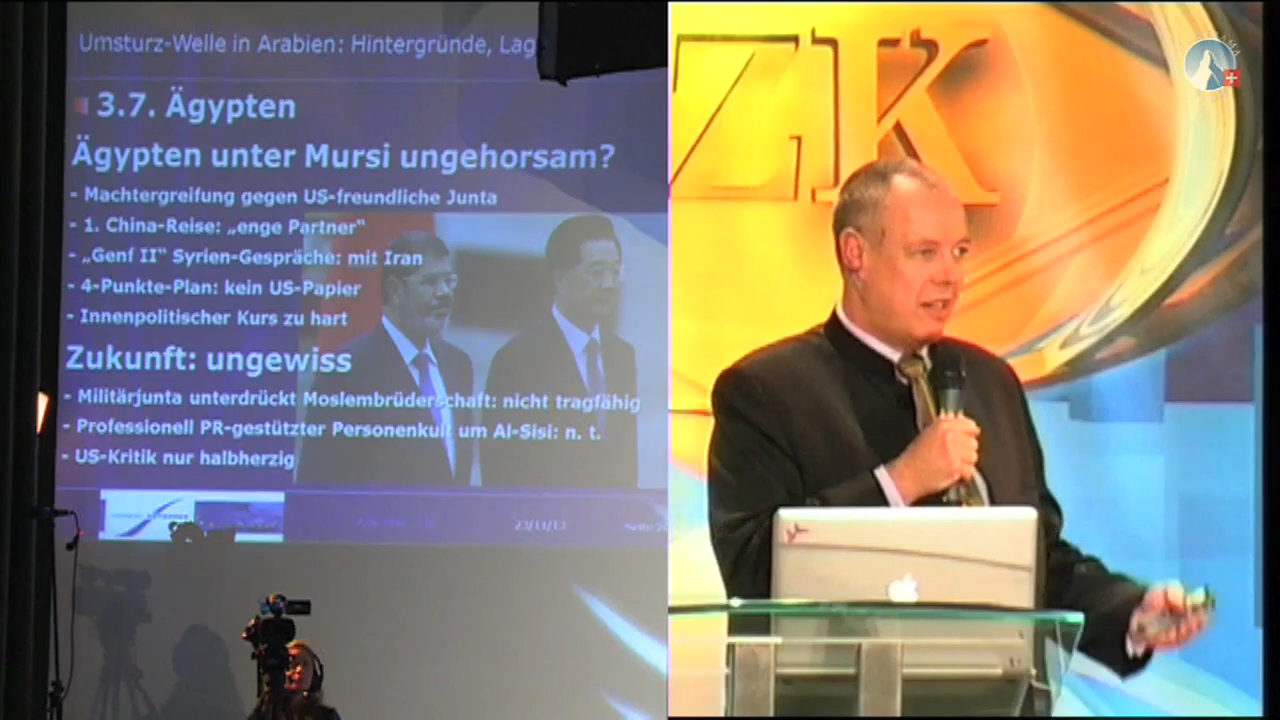 Umsturz-Welle in Arabien: Hintergründe, Lag
3.7. Ägypten
Ägypten unter Mursi ungehorsam?
- Machtergreifung gegen US-freundliche Junta
- 1. China-Reise: „enge Partner“
- „Genf II“ Syrien-Gespräche: mit Iran
- 4-Punkte-Plan: kein US-Papier
- Innenpolitischer Kurs zu hart
Zukunft: ungewiss
- Militärjunta unterdrückt Moslembrüderschaft: nicht tragfähig
- Professionell PR-gestützter Personenkult um Al-Sisi: n. t.
- US-Kritik nur halbherzig
23/11/13
Seite
ZK